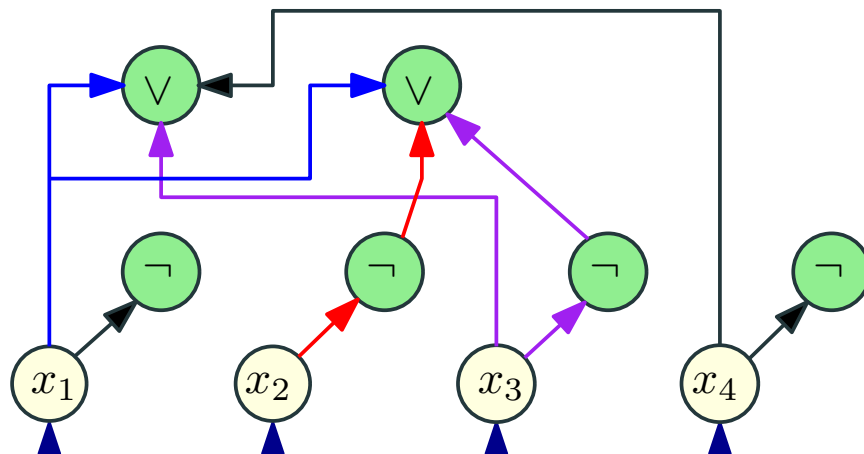 ∨ ∨
¬ ¬ ¬ ¬
x₁ x₂ x₃ x₄